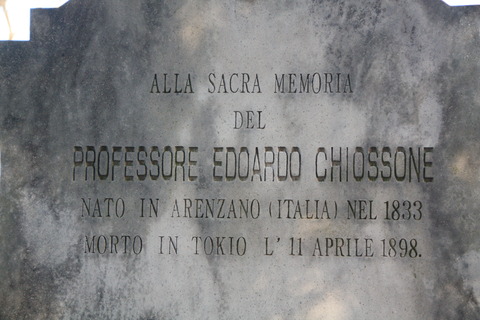 ALLA SACRA MEMORIA
DEL
PROFESSORE EDOARDO CHIOSSONE
NATO IN ARENZANO (ITALIA) NEL 1833
MORTO IN TOKIO L' 11 APRILE 1898.